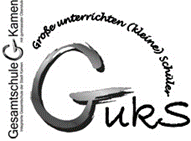 Gesamtschule Kamen
Große unterrichten (kleine) Schüler
Guks